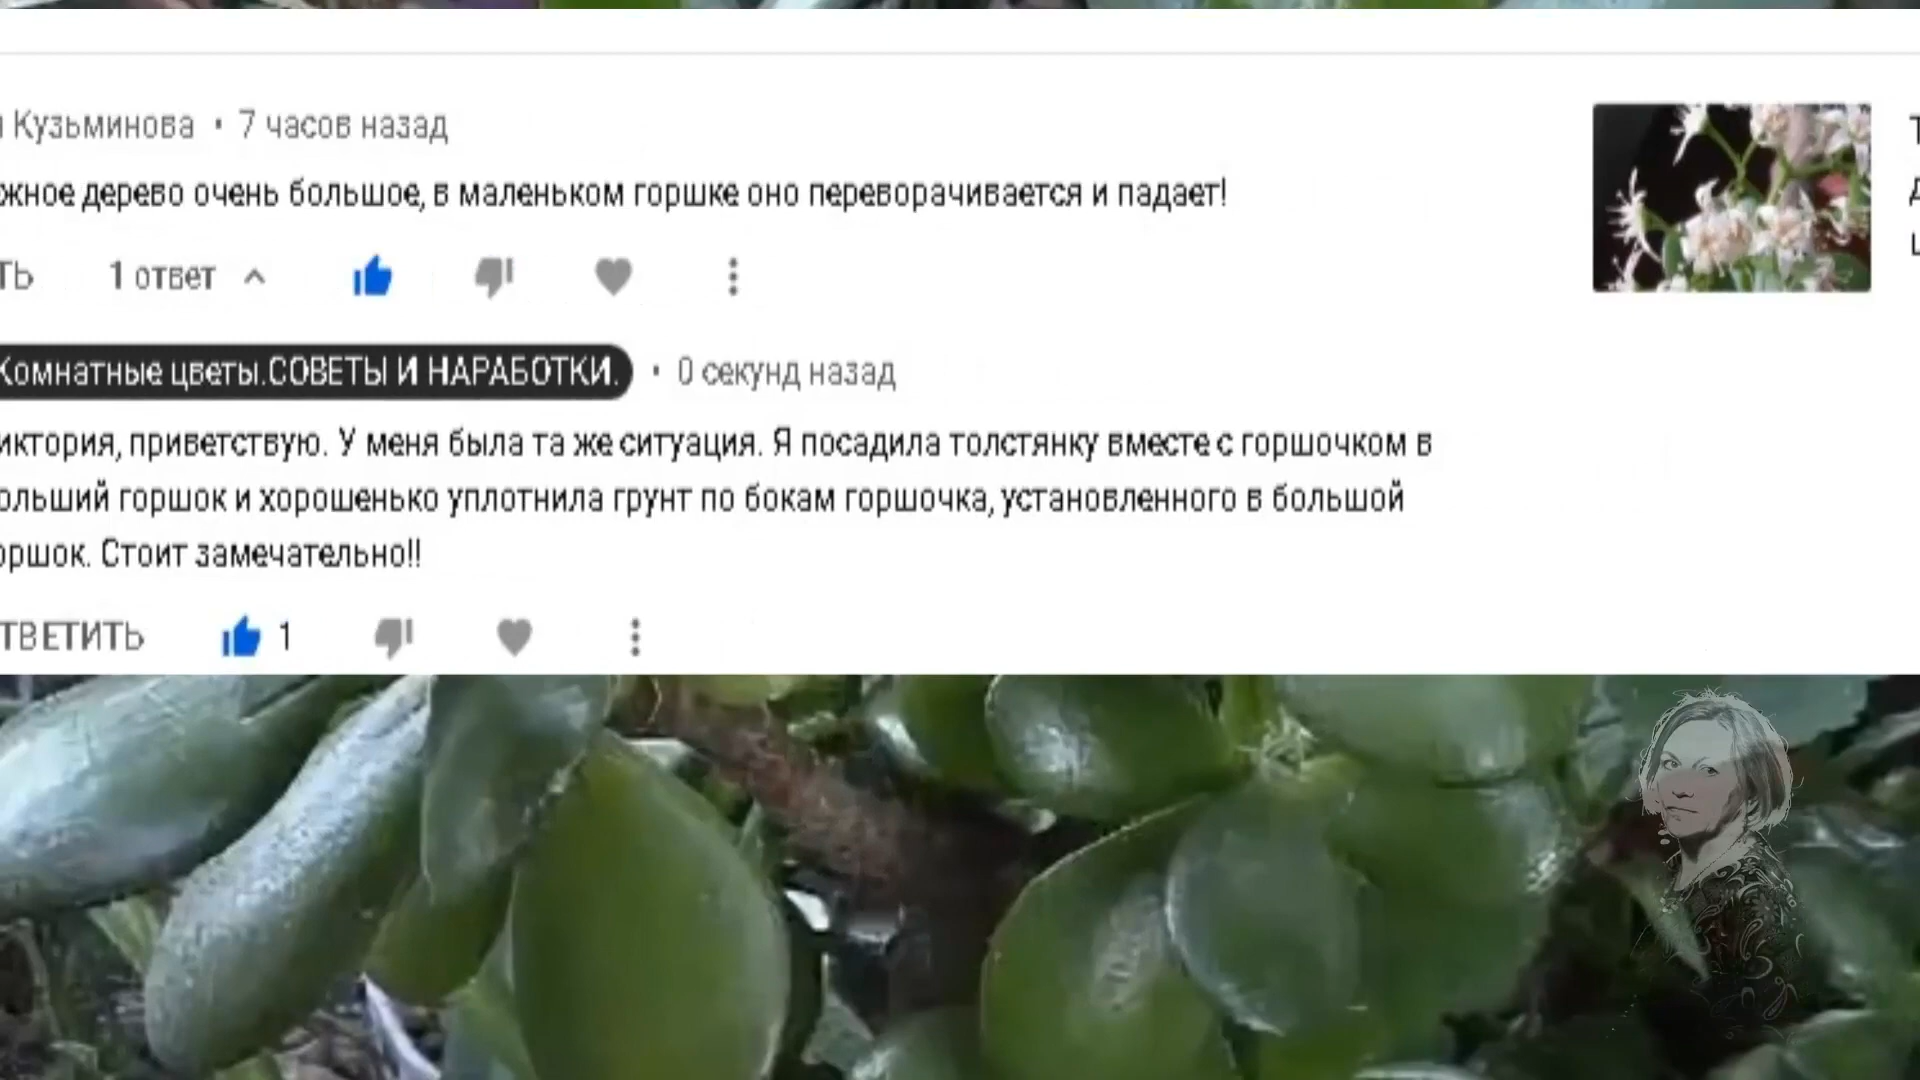 Кузьминова • 7 часов назад
жное дерево очень большое, в маленьком горшке оно переворачивается и падает!
ТЬ 1 ответ
Комнатные цветы.СОВЕТЫ И НАРАБОТКИ. • 0 секунд назад
иктория, приветствую. У меня была та же ситуация. Я посадила толстянку вместе с горшочком в
ольший горшок и хорошенько уплотнила грунт по бокам горшочка, установленного в большой
оршок. Стоит замечательно!!
ТВЕТИТЬ 1